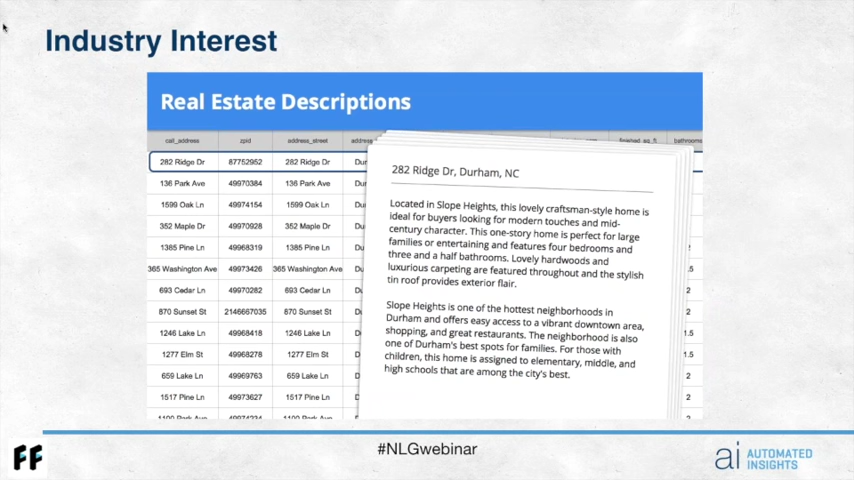 Industry Interest
Real Estate Descriptions
call_address zpid address_street finished_sq_ft
282 Ridge Dr 87752952 282 Ridge Dr
136 Park Ave 49970384 136 Park Ave
1599 Oak Ln 49974154 1599 Oak Ln
352 Maple Dr 49970928 352 Maple Dr
1385 Pine Ln 49968319 1385 Pine Ln
365 Washington Ave 49973426 365 Washington Ave
693 Cedar Ln 49970282 693 Cedar Ln
870 Sunset St 2146667035 870 Sunset St
1246 Lake Ln 49968418 1246 Lake Ln 1.5
1277 Elm St 49968278 1277 Elm St 1.5
659 Lake Ln 49969763 659 Lake Ln 2
1517 Pine Ln 49973627 1517 Pine Ln 2
282 Ridge Dr, Durham, NC
Located in Slope Heights, this lovely craftsman-style home is
ideal for buyers looking for modern touches and mid-
century character. This one-story home is perfect for large
families or entertaining and features four bedrooms and
three and a half bathrooms. Lovely hardwoods and
luxurious carpeting are featured throughout and the stylish
tin roof provides exterior flair.
Slope Heights is one of the hottest neighborhoods in
Durham and offers easy access to a vibrant downtown area,
shopping, and great restaurants. The neighborhood is also
one of Durham's best spots for families. For those with
children, this home is assigned to elementary, middle, and
high schools that are among the city's best.
FF
#NLGwebinar
ai AUTOMATED
INSIGHTS